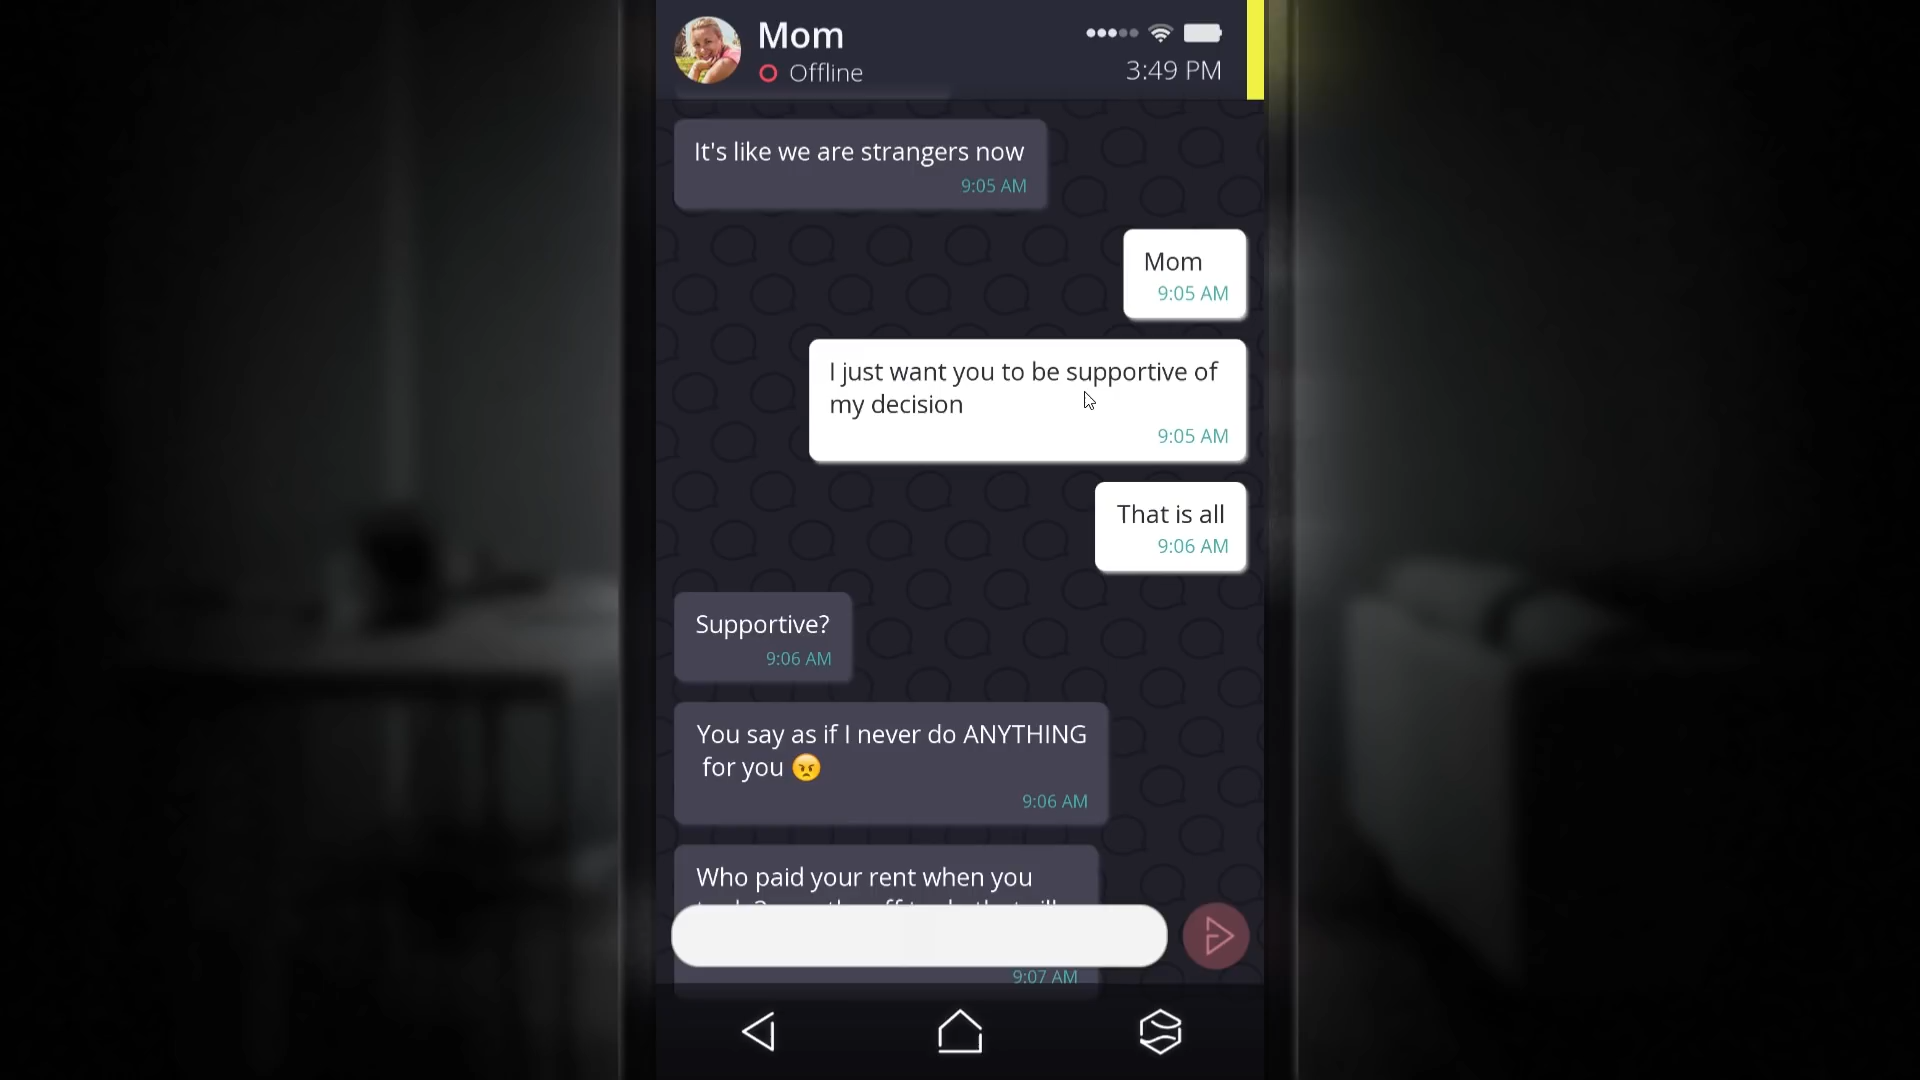 Mom
Offline
3:49 PM
It's like we are strangers now
9:05 AM
Mom
9:05 AM
I just want you to be supportive of
my decision
9:05 AM
That is all
9:06 AM
Supportive?
9:06 AM
You say as if I never do ANYTHING
for you 😠
9:06 AM
Who paid your rent when you
9:07 AM